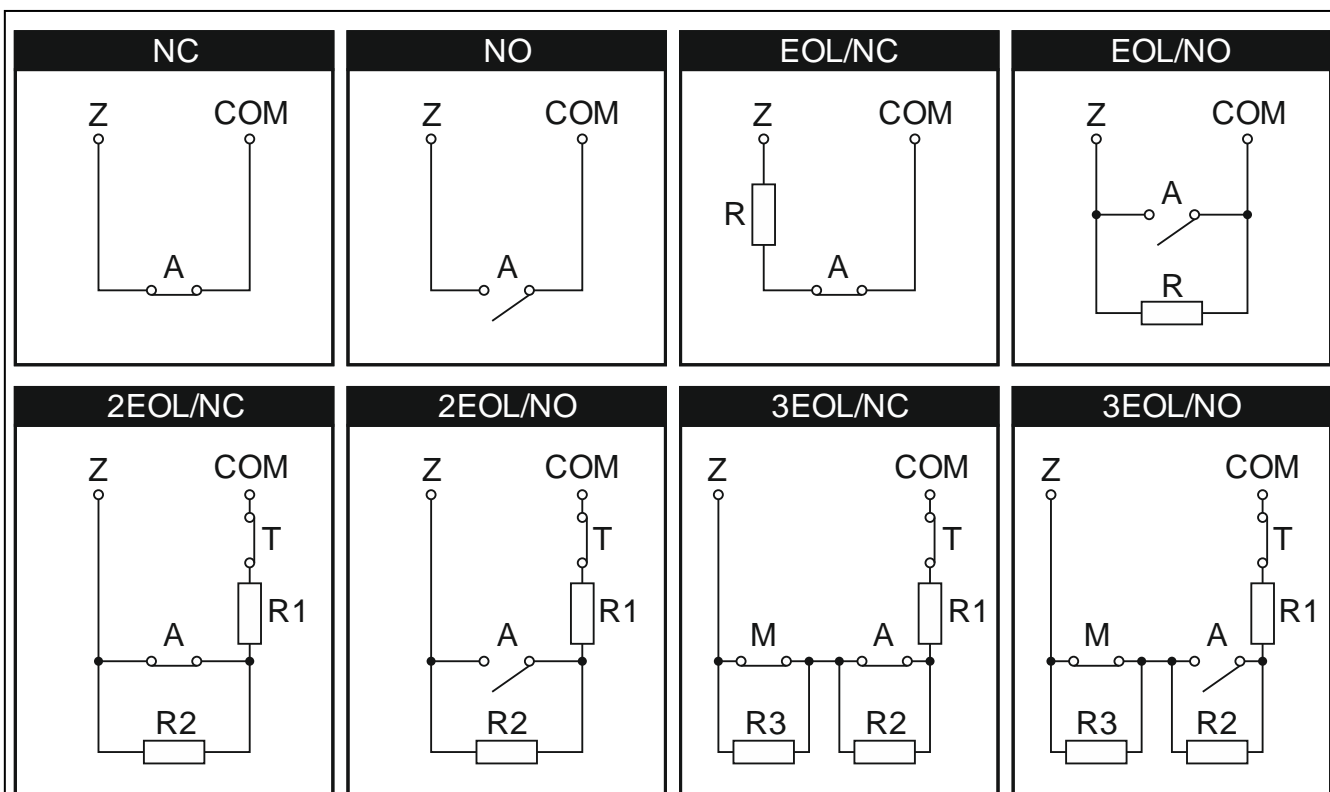 NC NO EOL/NC EOL/NO
Z COM Z COM Z COM Z COM
R A
A A A R
2EOL/NC 2EOL/NO 3EOL/NC 3EOL/NO
Z COM Z COM Z COM Z COM
T T T T
R1 R1 R1 R1
A A M A M A
R2 R2 R3 R2 R3 R2